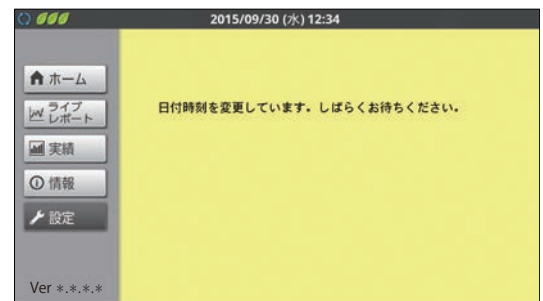 2015/09/30 (水) 12:34
ホーム
ライブ
レポート
実績
情報
設定
Ver *.*.*.*
日付時刻を変更しています。しばらくお待ちください。